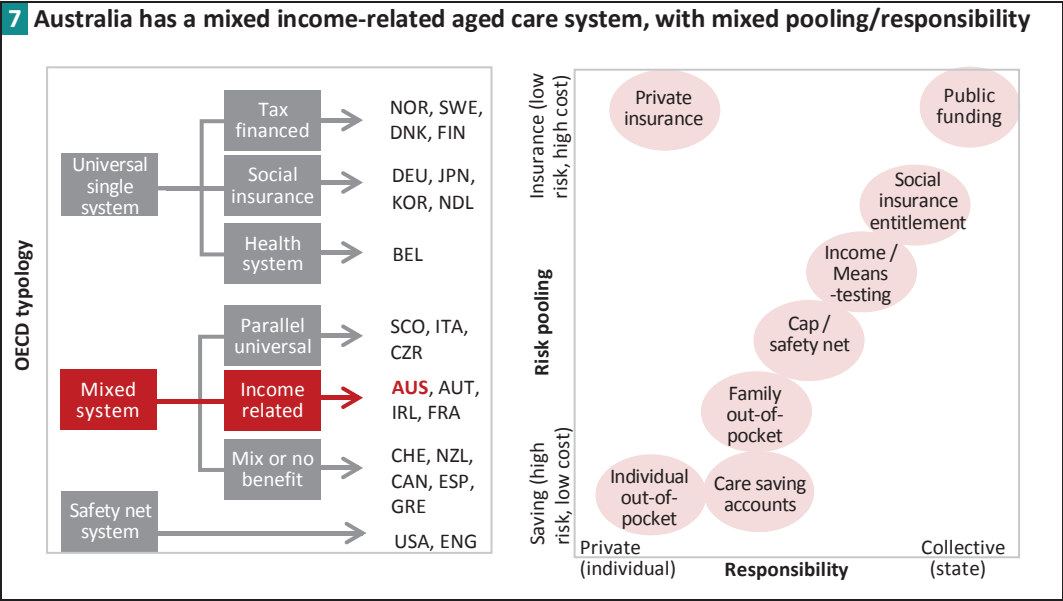 7 Australia has a mixed income-related aged care system, with mixed pooling/responsibility
OECD typology
Universal
single
system
Tax
financed
NOR, SWE,
DNK, FIN
Social
insurance
DEU, JPN,
KOR, NDL
Health
system
BEL
Mixed
system
Parallel
universal
SCO, ITA,
CZR
Income
related
AUS, AUT,
IRL, FRA
Mix or no
benefit
CHE, NZL,
CAN, ESP,
GRE
Safety net
system
USA, ENG
Risk pooling
Insurance (low
risk, high cost)
Saving (high
risk, low cost)
Private
insurance
Public
funding
Social
insurance
entitlement
Income /
Means
-testing
Cap /
safety net
Family
out-of-
pocket
Individual
out-of-
pocket
Care saving
accounts
Private
(individual)
Responsibility
Collective
(state)